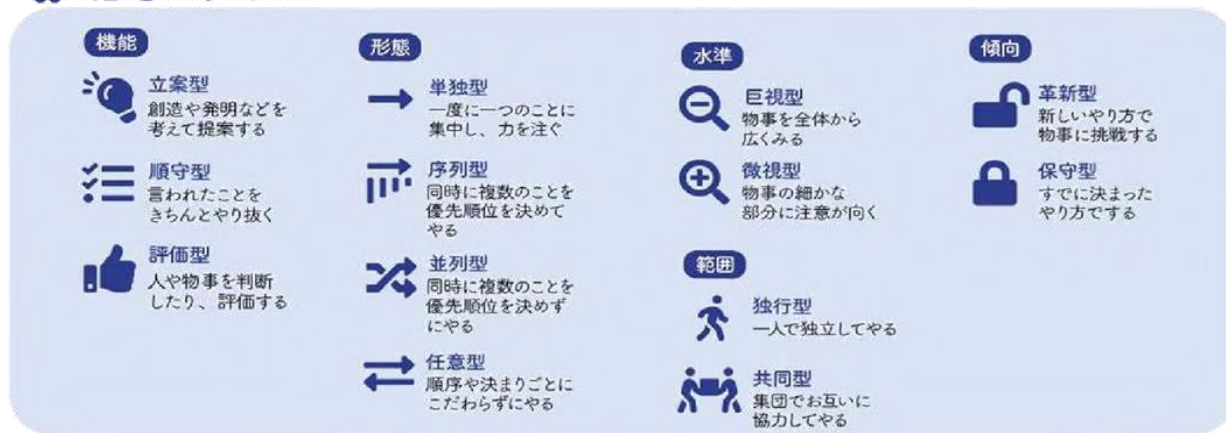 機能
立案型
創造や発明などを
考えて提案する
順守型
言われたことを
きちんとやり抜く
評価型
人や物事を判断
したり、評価する
形態
単独型
一度に一つのことに
集中し、力を注ぐ
序列型
同時に複数のことを
優先順位を決めて
やる
並列型
同時に複数のことを
優先順位を決めず
にやる
任意型
順序や決まりごとに
こだわらずにやる
水準
巨視型
物事を全体から
広くみる
微視型
物事の細かな
部分に注意が向く
範囲
独行型
一人で独立してやる
共同型
集団でお互いに
協力してやる
傾向
革新型
新しいやり方で
物事に挑戦する
保守型
すでに決まった
やり方でする